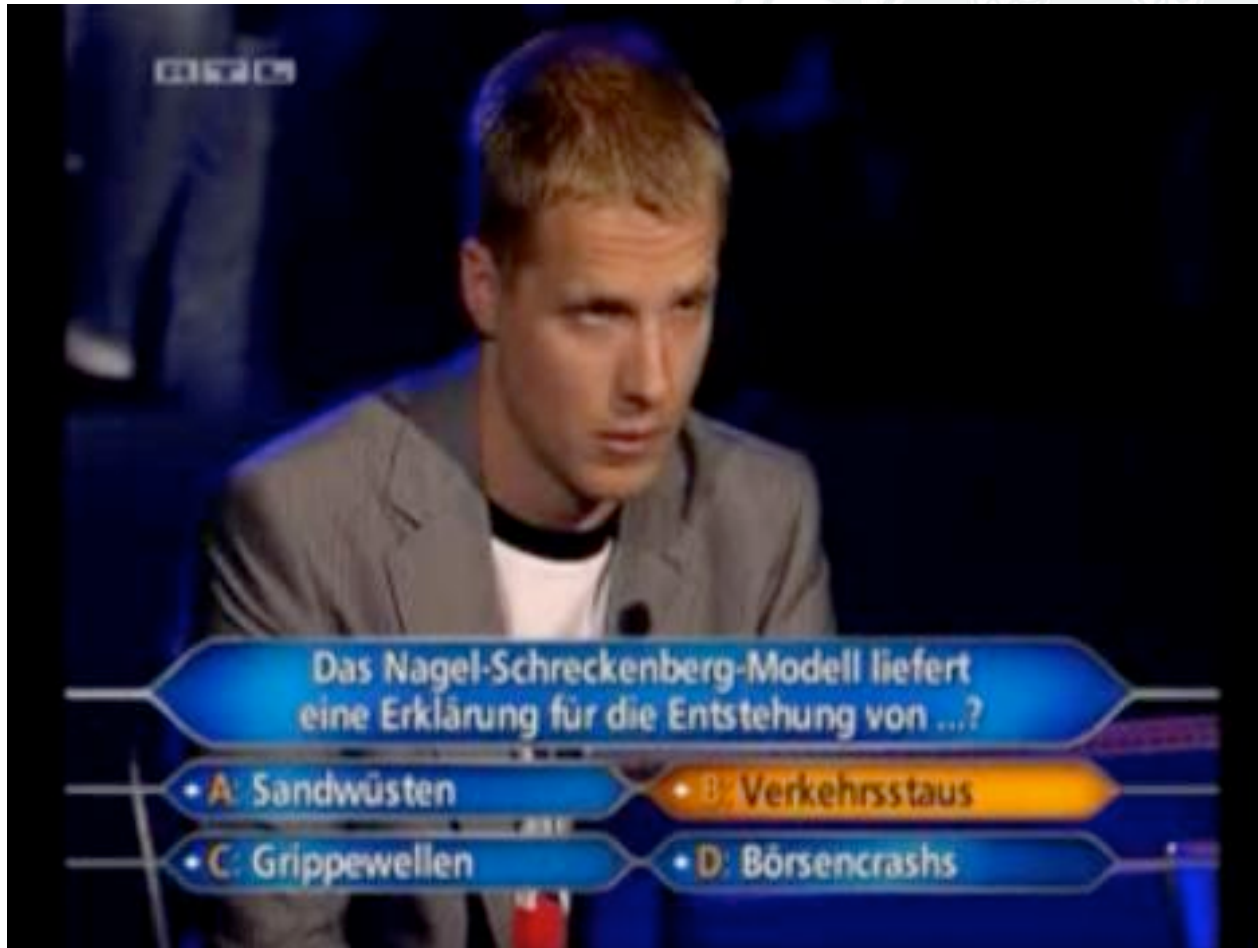 RTL
Das Nagel-Schreckenberg-Modell liefert
eine Erklärung für die Entstehung von ...?
A: Sandwüsten
B: Verkehrsstaus
C: Grippewellen
D: Börsencrashs